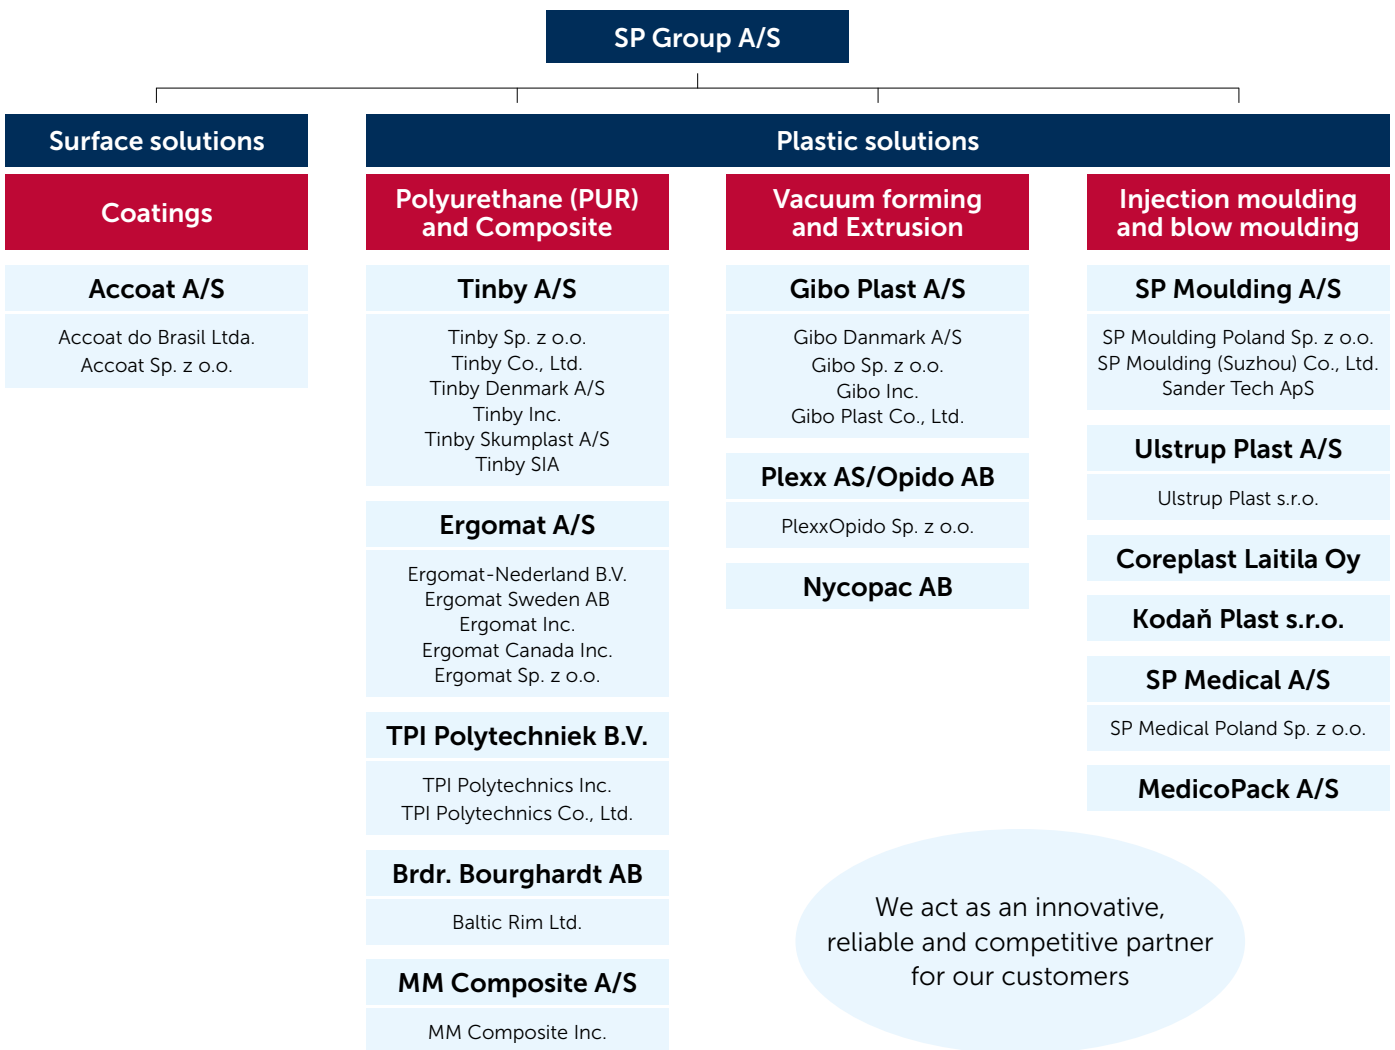 SP Group A/S
Surface solutions
Plastic solutions
Coatings
Accoat A/S
Accoat do Brasil Ltda.
Accoat Sp. z o.o.
Polyurethane (PUR)
and Composite
Tinby A/S
Tinby Sp. z o.o.
Tinby Co., Ltd.
Tinby Denmark A/S
Tinby Inc.
Tinby Skumplast A/S
Tinby SIA
Ergomat A/S
Ergomat-Nederland B.V.
Ergomat Sweden AB
Ergomat Inc.
Ergomat Canada Inc.
Ergomat Sp. z o.o.
TPI Polytechniek B.V.
TPI Polytechnics Inc.
TPI Polytechnics Co., Ltd.
Brdr. Bourghardt AB
Baltic Rim Ltd.
MM Composite A/S
MM Composite Inc.
Vacuum forming
and Extrusion
Gibo Plast A/S
Gibo Danmark A/S
Gibo Sp. z o.o.
Gibo Inc.
Gibo Plast Co., Ltd.
Plexx AS/Opido AB
PlexxOpido Sp. z o.o.
Nycopac AB
Injection moulding
and blow moulding
SP Moulding A/S
SP Moulding Poland Sp. z o.o.
SP Moulding (Suzhou) Co., Ltd.
Sander Tech ApS
Ulstrup Plast A/S
Ulstrup Plast s.r.o.
Coreplast Laitila Oy
Kodaň Plast s.r.o.
SP Medical A/S
SP Medical Poland Sp. z o.o.
MedicoPack A/S
We act as an innovative,
reliable and competitive partner
for our customers